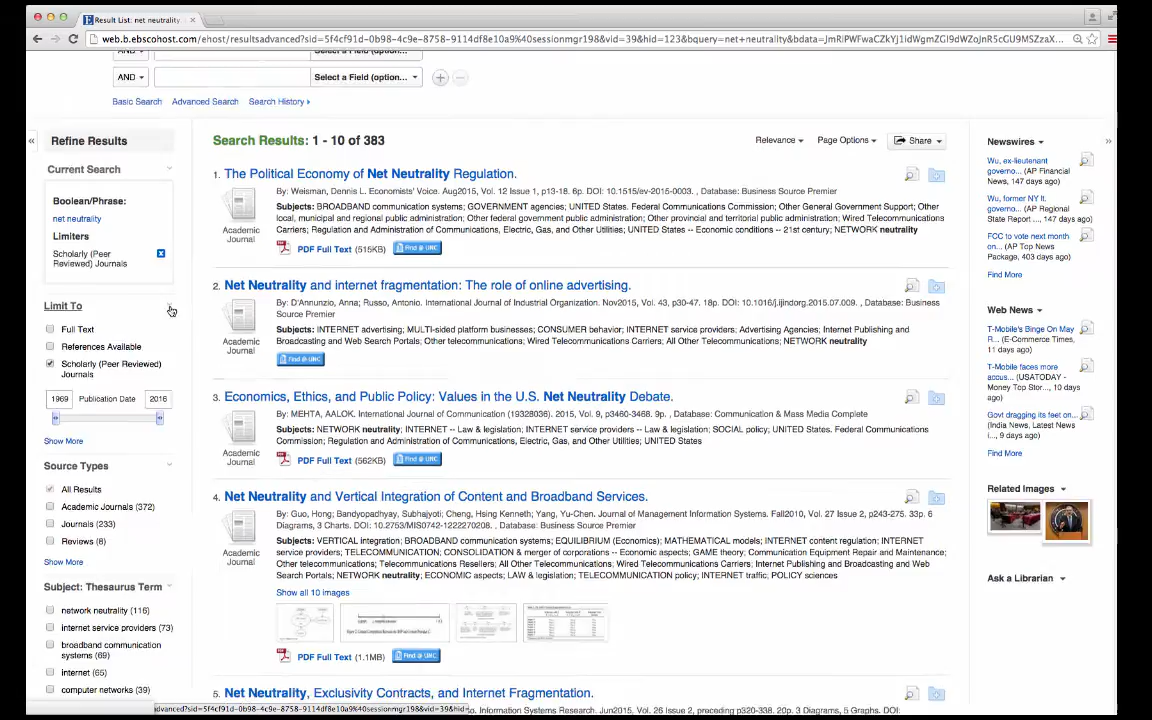 Result List: net neutrality
web.b.ebscohost.com/ehost/resultsadvanced?sid=5f4cf91d-0b98-4c9e-8758-9114df8e10a9%40sessionmgr198&vid=39&hid=123&bquery=net+neutrality&bdata=
AND
Select a Field (option...
AND
Select a Field (option...
Basic Search
Advanced Search
Search History
Refine Results
Current Search
Boolean/Phrase:
net neutrality
Limiters
Scholarly (Peer
Reviewed) Journals
Limit To
Full Text
References Available
Scholarly (Peer Reviewed)
Journals
1969 Publication Date 2016
Show More
Source Types
All Results
Academic Journals (372)
Journals (233)
Reviews (6)
Show More
Subject: Thesaurus Term
network neutrality (116)
internet service providers (73)
broadband communication
systems (69)
internet (65)
computer networks (39)
Search Results: 1 - 10 of 383
Relevance
Page Options
Share
1. The Political Economy of Net Neutrality Regulation.
By: Weisman, Dennis L. Economists' Voice. Aug2015, Vol. 12 Issue 1, p13-18. 6p. DOI: 10.1515/ev-2015-0003. , Database: Business Source Premier
Subjects: BROADBAND communication systems; GOVERNMENT agencies; UNITED States. Federal Communications Commission; Other General Government Support; Other
local, municipal and regional public administration; Other federal government public administration; Other provincial and territorial public administration; Wired Telecommunications
Carriers; Regulation and Administration of Communications, Electric, Gas, and Other Utilities; UNITED States -- Economic conditions -- 21st century; NETWORK neutrality
Academic
Journal
PDF Full Text (515KB)
Find @ UNC
2. Net Neutrality and internet fragmentation: The role of online advertising.
By: D'Annunzio, Anna; Russo, Antonio. International Journal of Industrial Organization. Nov2015, Vol. 43, p30-47. 18p. DOI: 10.1016/j.ijindorg.2015.07.009. , Database: Business
Source Premier
Subjects: INTERNET advertising; MULTI-sided platform businesses; CONSUMER behavior; INTERNET service providers; Advertising Agencies; Internet Publishing and
Broadcasting and Web Search Portals; Other telecommunications; Wired Telecommunications Carriers; All Other Telecommunications; NETWORK neutrality
Academic
Journal
Find @ UNC
3. Economics, Ethics, and Public Policy: Values in the U.S. Net Neutrality Debate.
By: MEHTA, AALOK. International Journal of Communication (19328036). 2015, Vol. 9, p3460-3468. 9p. , Database: Communication & Mass Media Complete
Subjects: NETWORK neutrality; INTERNET -- Law & legislation; INTERNET service providers -- Law & legislation; SOCIAL policy; UNITED States. Federal Communications
Commission; Regulation and Administration of Communications, Electric, Gas, and Other Utilities; UNITED States
Academic
Journal
PDF Full Text (562KB)
Find @ UNC
4. Net Neutrality and Vertical Integration of Content and Broadband Services.
By: Guo, Hong; Bandyopadhyay, Subhajyoti; Cheng, Hsing Kenneth; Yang, Yu-Chen. Journal of Management Information Systems. Fall2010, Vol. 27 Issue 2, p243-275. 33p. 6
Diagrams, 3 Charts. DOI: 10.2753/MIS0742-1222270208. , Database: Business Source Premier
Subjects: VERTICAL integration; BROADBAND communication systems; EQUILIBRIUM (Economics); MATHEMATICAL models; INTERNET content regulation; INTERNET
service providers; TELECOMMUNICATION; CONSOLIDATION & merger of corporations -- Economic aspects; GAME theory; Communication Equipment Repair and Maintenance;
Other telecommunications; Wired Telecommunications Carriers; All Other Telecommunications; Wired Telecommunications Carriers; Internet Publishing and Broadcasting and Web
Search Portals; NETWORK neutrality; ECONOMIC aspects; LAW & legislation; TELECOMMUNICATION policy; INTERNET traffic; POLICY sciences
Academic
Journal
Show all 10 images
PDF Full Text (1.1MB)
Find @ UNC
5. Net Neutrality, Exclusivity Contracts, and Internet Fragmentation.
Information Systems Research. Jun2015, Vol. 26 Issue 2, preceding p320-338. 20p. 3 Diagrams, 5 Graphs. DOI:
Newswires
Wu, ex-lieutenant
governo... (AP Financial
News, 147 days ago)
Wu, former NY lt.
governo... (AP Regional
State Report ..., 147 days ago)
FCC to vote next month
on... (AP Top News
Package, 403 days ago)
Find More
Web News
T-Mobile's Binge On May
R... (E-Commerce Times,
11 days ago)
T-Mobile faces more
accus... (USATODAY -
Money Top Stor..., 10 days
ago)
Govt dragging its feet on...
(India News, Latest News
i..., 9 days ago)
Find More
Related Images
Ask a Librarian
advanced?sid=5f4cf91d-0b98-4c9e-8758-9114df8e10a9%40sessionmgr198&vid=39&hid=